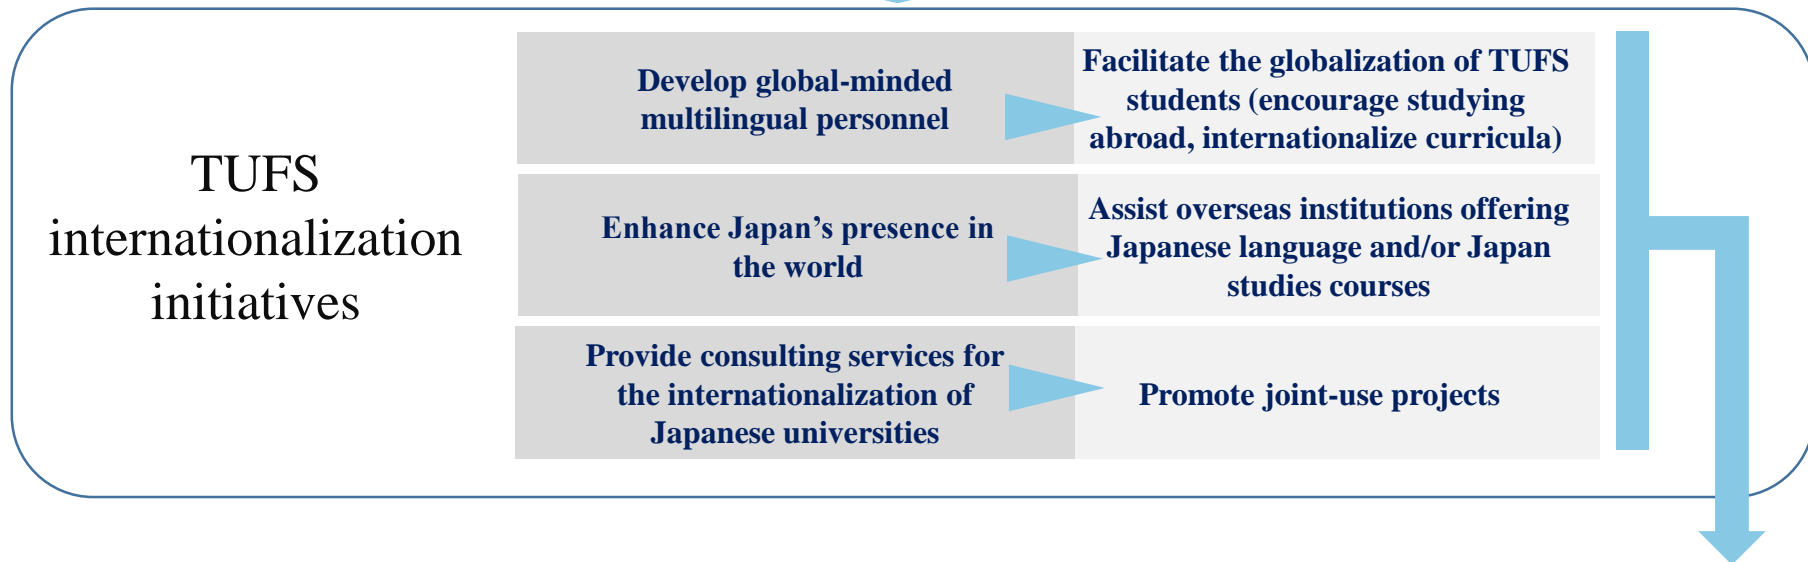 TUFS
internationalization
initiatives
Develop global-minded
multilingual personnel
Facilitate the globalization of TUFS
students (encourage studying
abroad, internationalize curricula)
Enhance Japan’s presence in
the world
Assist overseas institutions offering
Japanese language and/or Japan
studies courses
Provide consulting services for
the internationalization of
Japanese universities
Promote joint-use projects